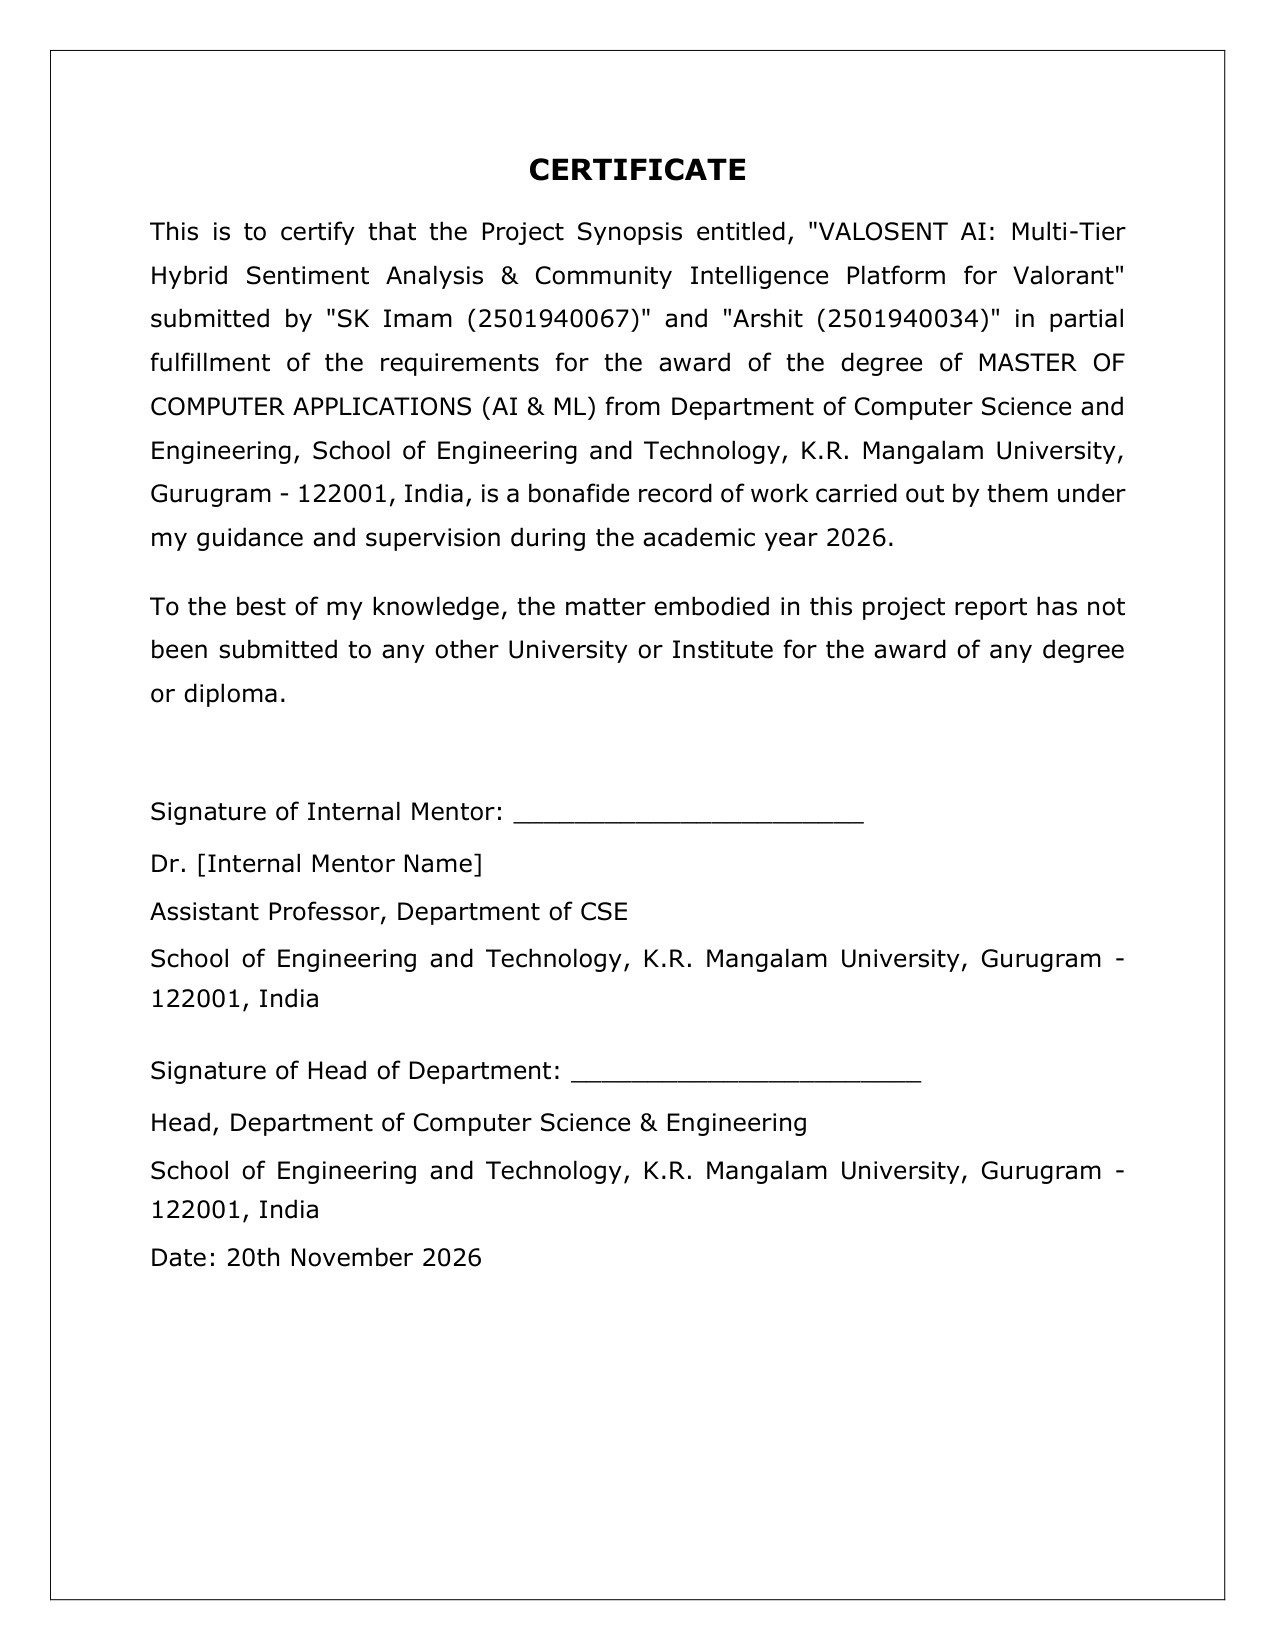 CERTIFICATE
This is to certify that the Project Synopsis entitled, "VALOSENT AI: Multi-Tier
Hybrid Sentiment Analysis & Community Intelligence Platform for Valorant"
submitted by "SK Imam (2501940067)" and "Arshit (2501940034)" in partial
fulfillment of the requirements for the award of the degree of MASTER OF
COMPUTER APPLICATIONS (AI & ML) from Department of Computer Science and
Engineering, School of Engineering and Technology, K.R. Mangalam University,
Gurugram - 122001, India, is a bonafide record of work carried out by them under
my guidance and supervision during the academic year 2026.
To the best of my knowledge, the matter embodied in this project report has not
been submitted to any other University or Institute for the award of any degree
or diploma.
Signature of Internal Mentor: _______________________
Dr. [Internal Mentor Name]
Assistant Professor, Department of CSE
School of Engineering and Technology, K.R. Mangalam University, Gurugram -
122001, India
Signature of Head of Department: _______________________
Head, Department of Computer Science & Engineering
School of Engineering and Technology, K.R. Mangalam University, Gurugram -
122001, India
Date: 20th November 2026